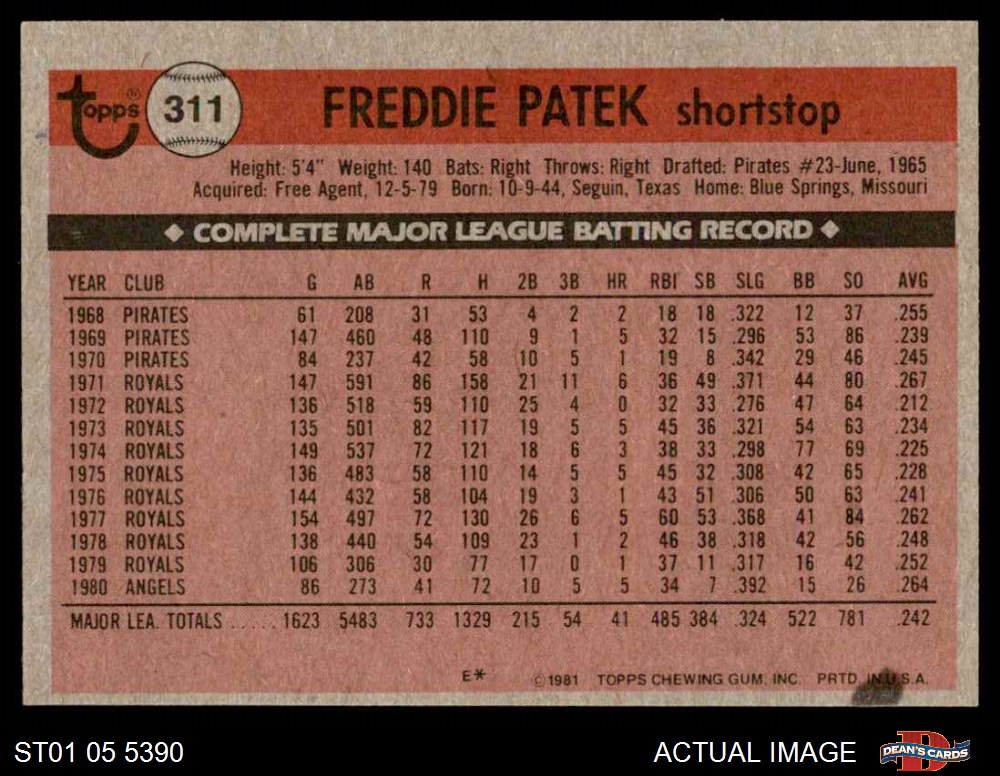 topps® 311 FREDDIE PATEK shortstop
Height: 5'4" Weight: 140 Bats: Right Throws: Right Drafted: Pirates #23-June, 1965
Acquired: Free Agent, 12-5-79 Born: 10-9-44, Seguin, Texas Home: Blue Springs, Missouri
◆ COMPLETE MAJOR LEAGUE BATTING RECORD ◆
YEAR CLUB G AB R H 2B 3B HR RBI SB SLG BB SO AVG
1968 PIRATES 61 208 31 53 4 2 2 18 18 .322 12 37 .255
1969 PIRATES 147 460 48 110 9 1 5 32 15 .296 53 86 .239
1970 PIRATES 84 237 42 58 10 5 1 19 8 .342 29 46 .245
1971 ROYALS 147 591 86 158 21 11 6 36 49 .371 44 80 .267
1972 ROYALS 136 518 59 110 25 4 0 32 33 .276 47 64 .212
1973 ROYALS 135 501 82 117 19 5 5 45 36 .321 54 63 .234
1974 ROYALS 149 537 72 121 18 6 3 38 33 .298 77 69 .225
1975 ROYALS 136 483 58 110 14 5 5 45 32 .308 42 65 .228
1976 ROYALS 144 432 58 104 19 3 1 43 51 .306 50 63 .241
1977 ROYALS 154 497 72 130 26 6 5 60 53 .368 41 84 .262
1978 ROYALS 138 440 54 109 23 1 2 46 38 .318 42 56 .248
1979 ROYALS 106 306 30 77 17 0 1 37 11 .317 16 42 .252
1980 ANGELS 86 273 41 72 10 5 5 34 7 .392 15 26 .264
MAJOR LEA. TOTALS ...... 1623 5483 733 1329 215 54 41 485 384 .324 522 781 .242
E* ©1981 TOPPS CHEWING GUM, INC. PRTD. IN U.S.A.
ST01 05 5390 ACTUAL IMAGE D DEAN'S CARDS